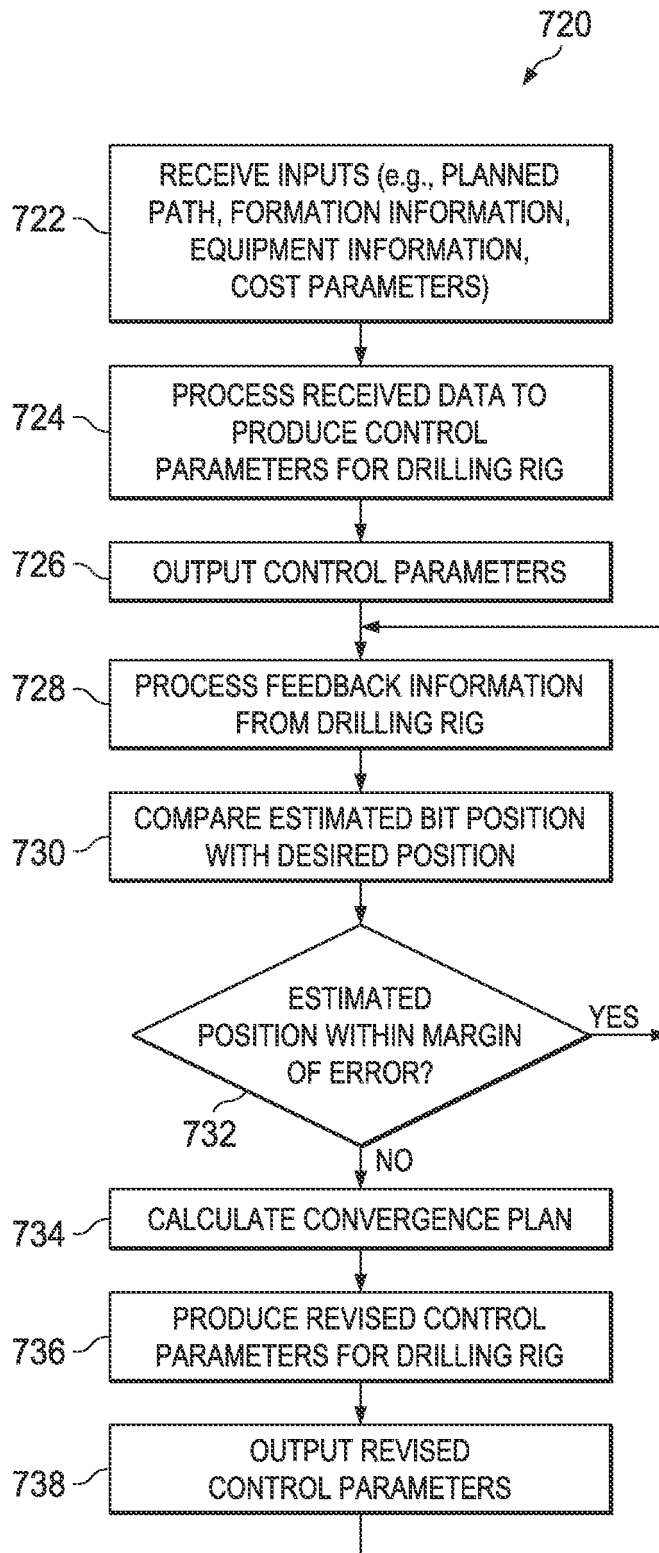 720
722
RECEIVE INPUTS (e.g., PLANNED
PATH, FORMATION INFORMATION,
EQUIPMENT INFORMATION,
COST PARAMETERS)
724
PROCESS RECEIVED DATA TO
PRODUCE CONTROL
PARAMETERS FOR DRILLING RIG
726
OUTPUT CONTROL PARAMETERS
728
PROCESS FEEDBACK INFORMATION
FROM DRILLING RIG
730
COMPARE ESTIMATED BIT POSITION
WITH DESIRED POSITION
ESTIMATED
POSITION WITHIN MARGIN
OF ERROR?
YES
732
NO
734
CALCULATE CONVERGENCE PLAN
736
PRODUCE REVISED CONTROL
PARAMETERS FOR DRILLING RIG
738
OUTPUT REVISED
CONTROL PARAMETERS